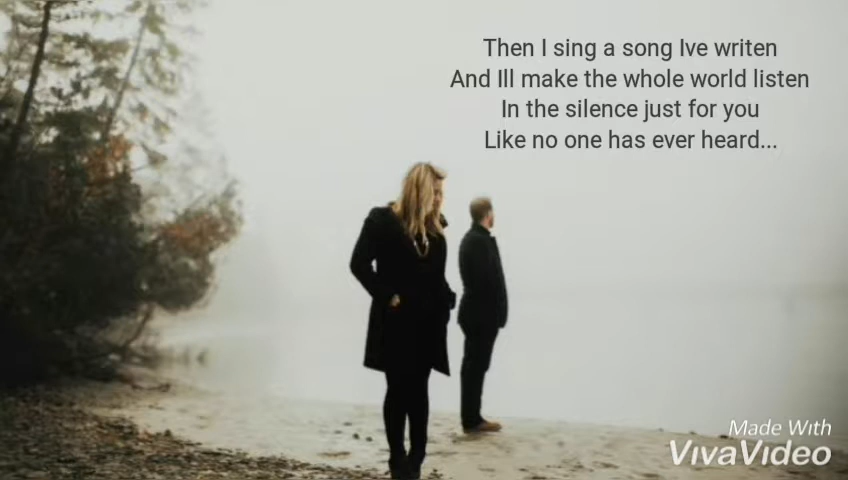 Then I sing a song Ive writen
And Ill make the whole world listen
In the silence just for you
Like no one has ever heard...
Made With
VivaVideo